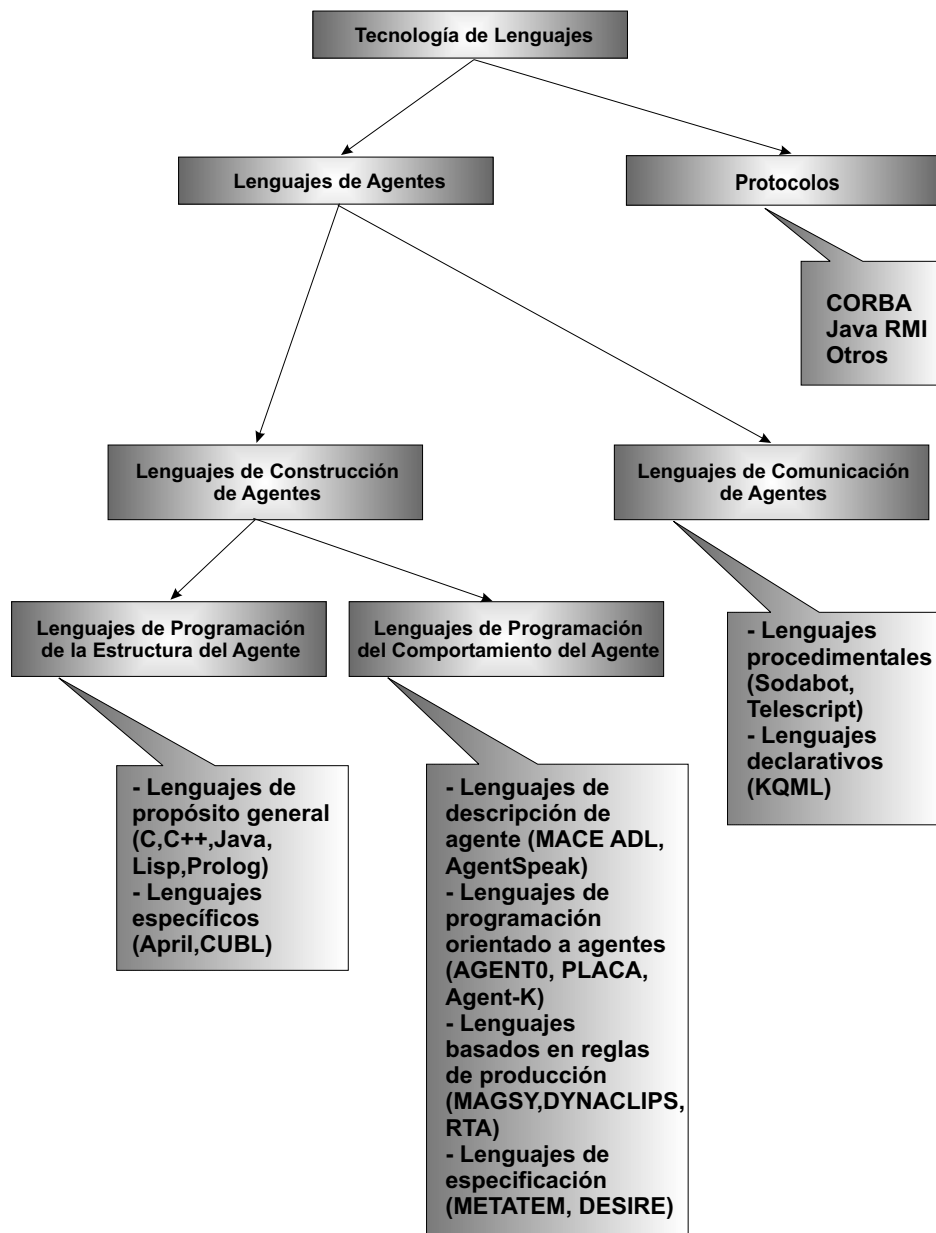 Tecnología de Lenguajes
Lenguajes de Agentes
Protocolos
CORBA
Java RMI
Otros
Lenguajes de Construcción
de Agentes
Lenguajes de Comunicación
de Agentes
Lenguajes de Programación
de la Estructura del Agente
Lenguajes de Programación
del Comportamiento del Agente
- Lenguajes
procedimentales
(Sodabot,
Telescript)
- Lenguajes
declarativos
(KQML)
- Lenguajes de
propósito general
(C,C++,Java,
Lisp,Prolog)
- Lenguajes
específicos
(April,CUBL)
- Lenguajes de
descripción de
agente (MACE ADL,
AgentSpeak)
- Lenguajes de
programación
orientado a agentes
(AGENT0, PLACA,
Agent-K)
- Lenguajes
basados en reglas
de producción
(MAGSY,DYNACLIPS,
RTA)
- Lenguajes de
especificación
(METATEM, DESIRE)